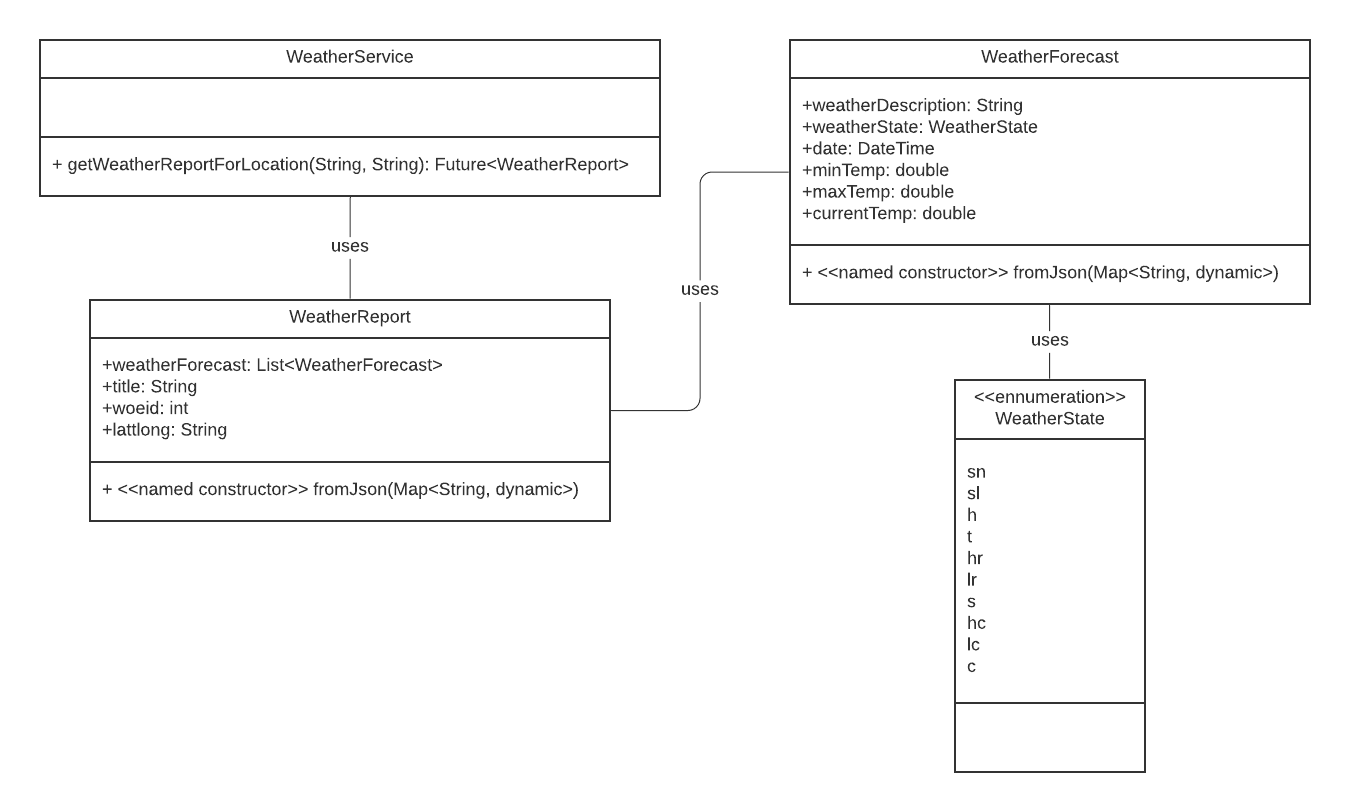 WeatherService
+ getWeatherReportForLocation(String, String): Future<WeatherReport>
uses
WeatherReport
+weatherForecast: List<WeatherForecast>
+title: String
+woeid: int
+lattlong: String
+ <<named constructor>> fromJson(Map<String, dynamic>)
uses
WeatherForecast
+weatherDescription: String
+weatherState: WeatherState
+date: DateTime
+minTemp: double
+maxTemp: double
+currentTemp: double
+ <<named constructor>> fromJson(Map<String, dynamic>)
uses
<<ennumeration>>
WeatherState
sn
sl
h
t
hr
lr
s
hc
lc
c